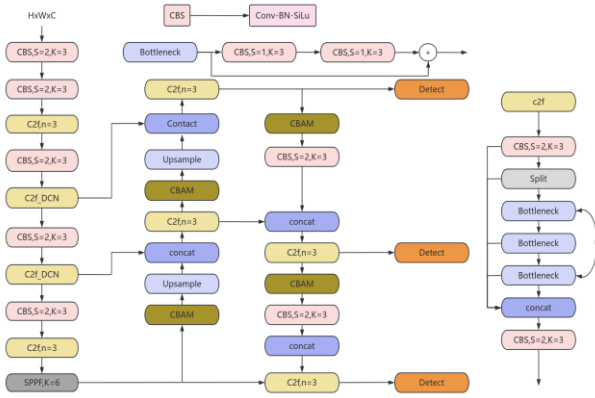 HxWxC
CBS,S=2,K=3
CBS,S=2,K=3
C2f,n=3
CBS,S=2,K=3
C2f_DCN
CBS,S=2,K=3
C2f_DCN
CBS,S=2,K=3
C2f,n=3
SPPF,K=6
CBS
Conv-BN-SiLu
Bottleneck
CBS,S=1,K=3
CBS,S=1,K=3
+
C2f,n=3
Contact
Upsample
CBAM
C2f,n=3
concat
Upsample
CBAM
CBAM
CBS,S=2,K=3
concat
C2f,n=3
CBAM
CBS,S=2,K=3
concat
C2f,n=3
Detect
Detect
Detect
c2f
CBS,S=2,K=3
Split
Bottleneck
Bottleneck
Bottleneck
concat
CBS,S=2,K=3